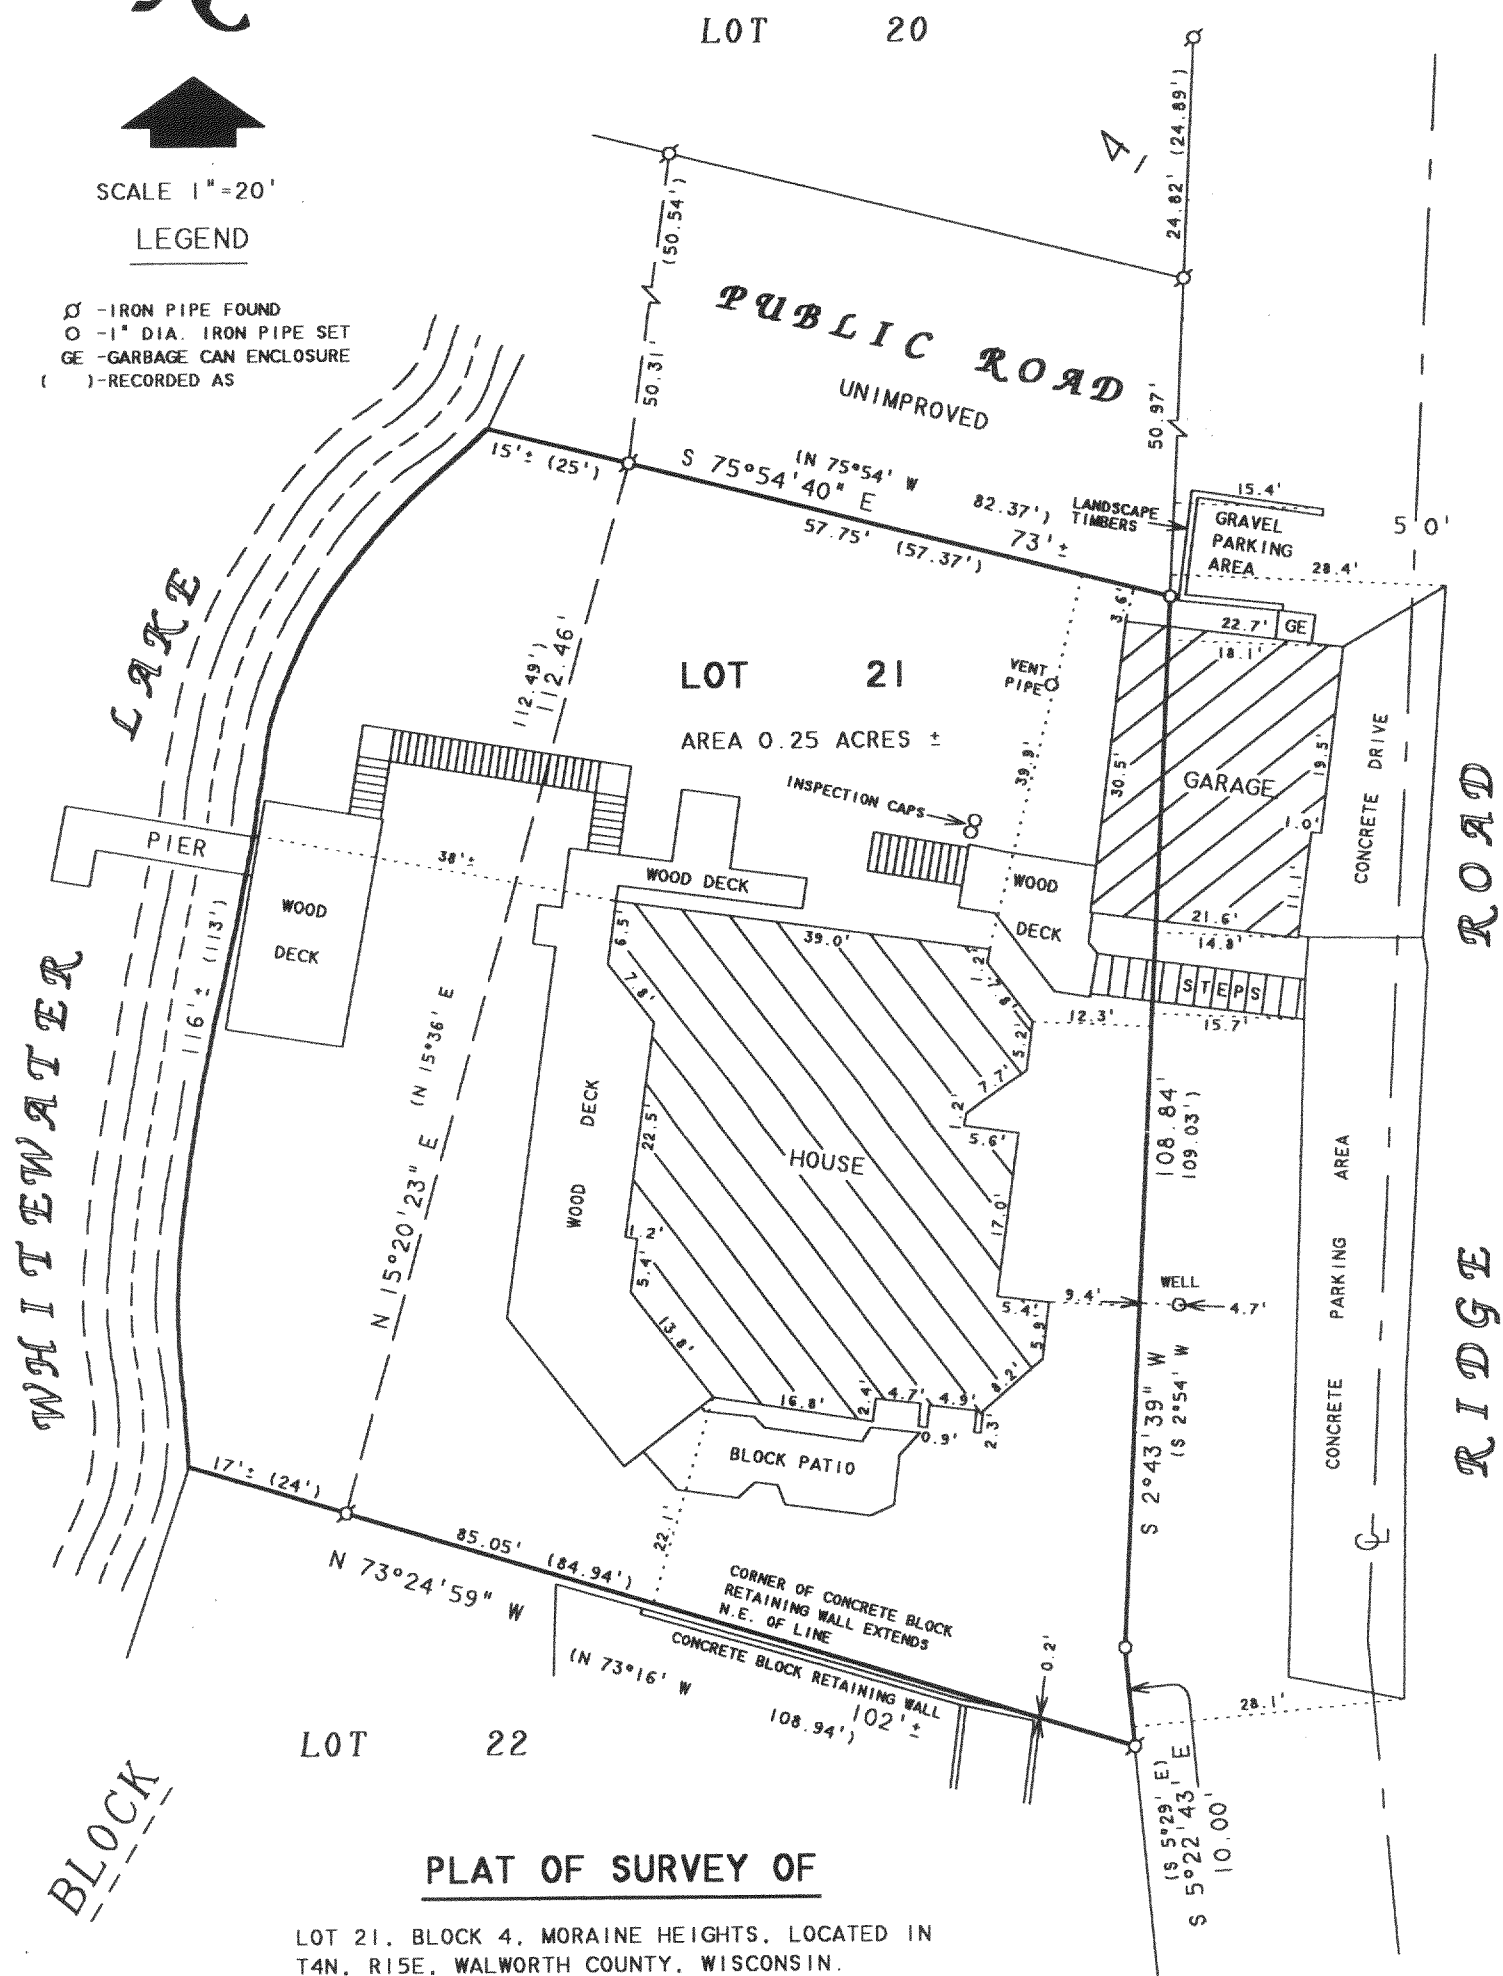 LOT 20
SCALE 1"=20'
LEGEND
-IRON PIPE FOUND
-1" DIA. IRON PIPE SET
GE -GARBAGE CAN ENCLOSURE
( )-RECORDED AS
4
24.82' (24.89')
(50.54')
50.31'
PUBLIC ROAD
UNIMPROVED
50.97'
15'± (25')
(N 75°54' W 82.37')
S 75°54'40" E 73'±
57.75' (57.37')
LANDSCAPE
TIMBERS
15.4'
GRAVEL
PARKING
AREA
28.4'
50'
3.6'
22.7'
GE
18.1'
LAKE
WHITEWATER
(112.49')
112.46'
LOT 21
AREA 0.25 ACRES ±
VENT
PIPE
39.9'
INSPECTION CAPS
30.5'
GARAGE
19.5'
1.0'
CONCRETE DRIVE
PIER
38'±
WOOD
DECK
WOOD DECK
WOOD
DECK
11.1'
21.6'
14.8'
STEPS
15.7'
12.3'
ROAD
RIDGE
116'± (113')
6.5'
39.0'
1.2'
7.8'
7.8'
5.2'
7.7'
1.2'
5.6'
N 15°20'23" E (N 15°36' E
WOOD DECK
22.5'
HOUSE
17.0'
108.84'
109.03')
CONCRETE PARKING AREA
1.2'
5.4'
13.8'
5.4'
9.4'
WELL
4.7'
5.9'
8.2'
16.8'
2.4'
4.7'
4.9'
0.9'
2.3'
BLOCK PATIO
S 2°43'39" W
(S 2°54' W
17'± (24')
85.05' (84.94')
N 73°24'59" W 102'±
(N 73°16' W 108.94')
22.1'
CORNER OF CONCRETE BLOCK
RETAINING WALL EXTENDS
N.E. OF LINE
CONCRETE BLOCK RETAINING WALL
0.2'
28.1'
(S 5°29' E)
S 5°22'43" E
10.00'
LOT 22
BLOCK
PLAT OF SURVEY OF
LOT 21, BLOCK 4, MORAINE HEIGHTS, LOCATED IN
T4N, R15E, WALWORTH COUNTY, WISCONSIN.